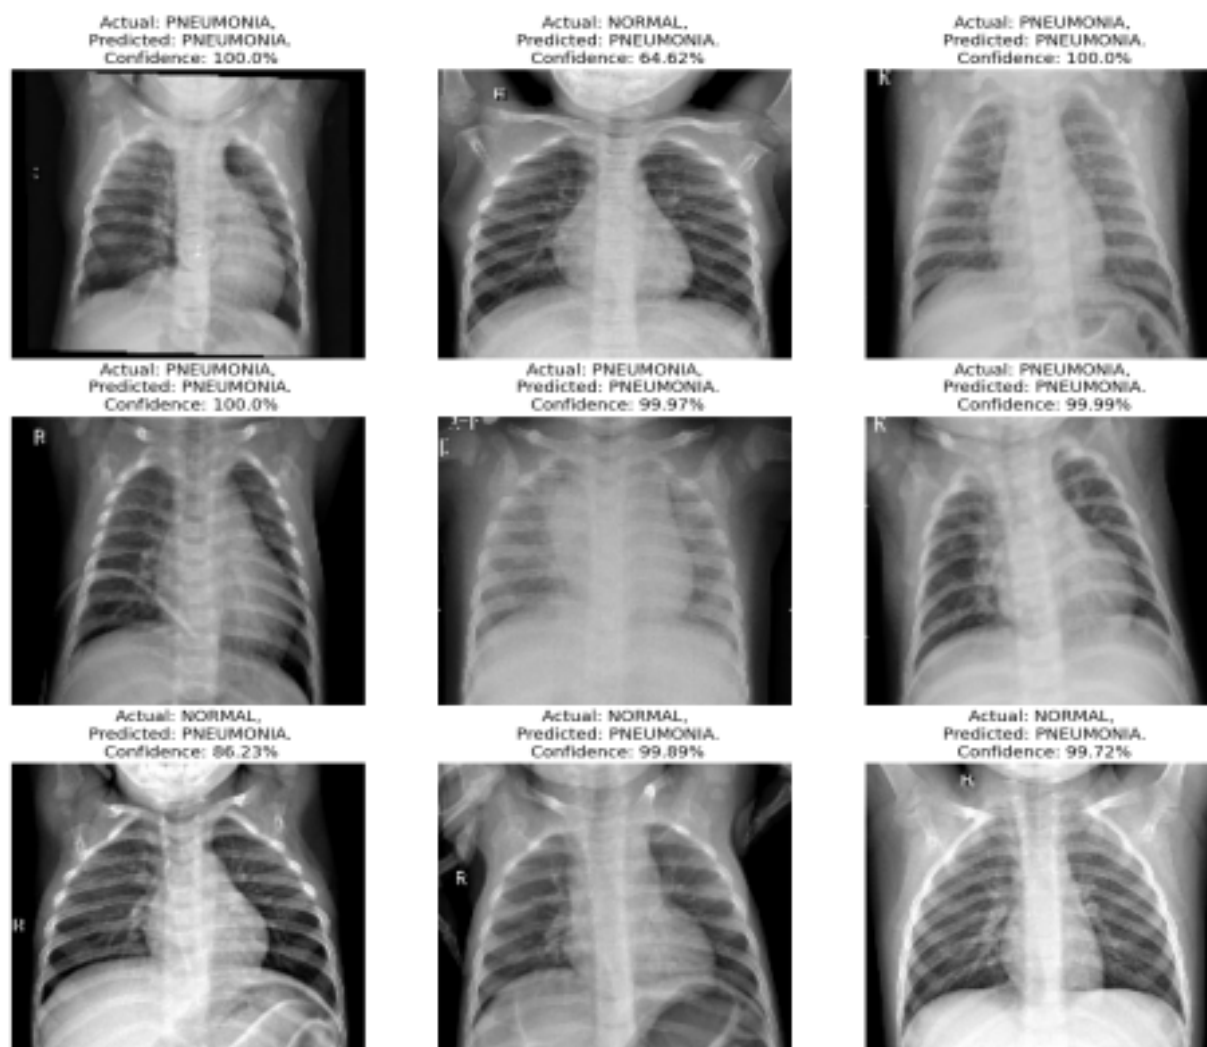 Actual: PNEUMONIA,
Predicted: PNEUMONIA.
Confidence: 100.0%
Actual: NORMAL,
Predicted: PNEUMONIA.
Confidence: 64.62%
Actual: PNEUMONIA,
Predicted: PNEUMONIA.
Confidence: 100.0%
R
R
Actual: PNEUMONIA,
Predicted: PNEUMONIA.
Confidence: 100.0%
Actual: PNEUMONIA,
Predicted: PNEUMONIA.
Confidence: 99.97%
Actual: PNEUMONIA,
Predicted: PNEUMONIA.
Confidence: 99.99%
R
R
Actual: NORMAL,
Predicted: PNEUMONIA.
Confidence: 86.23%
Actual: NORMAL,
Predicted: PNEUMONIA.
Confidence: 99.89%
Actual: NORMAL,
Predicted: PNEUMONIA.
Confidence: 99.72%
R
R
R